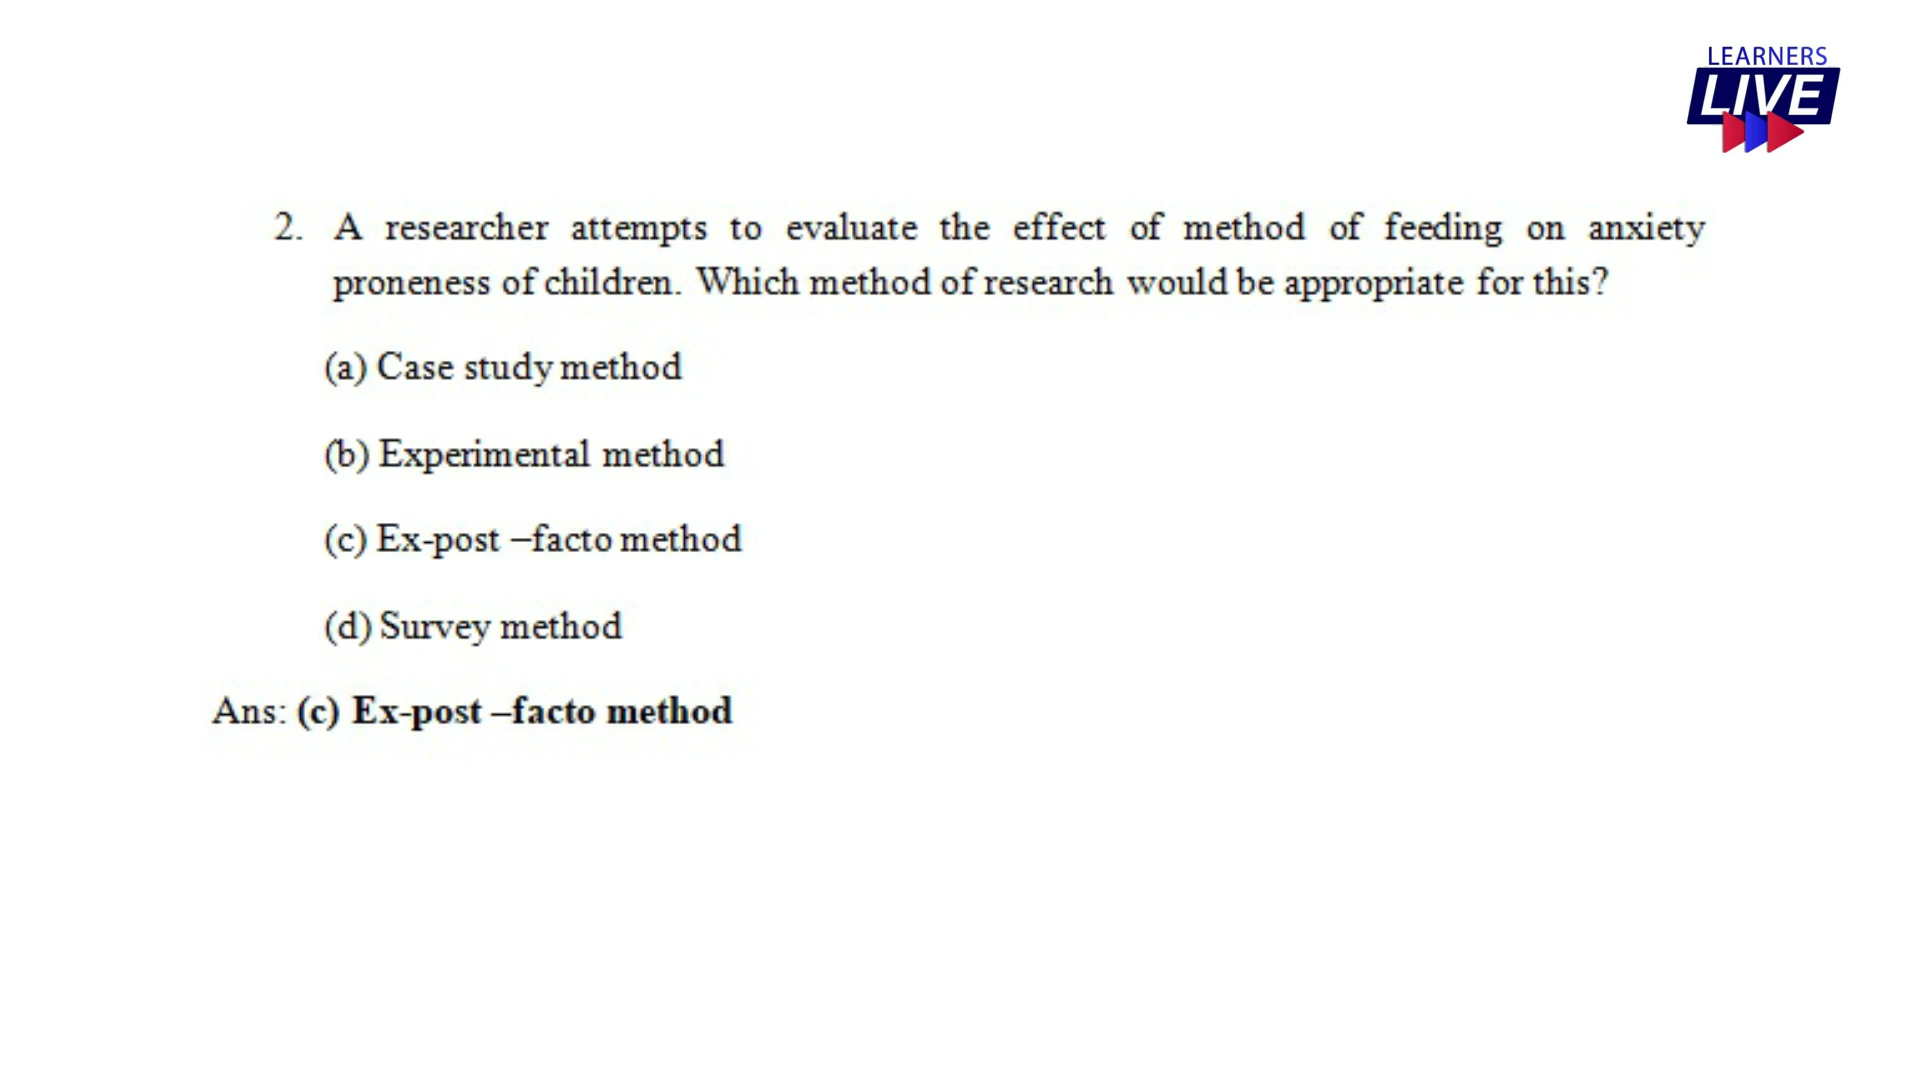 LEARNERS
LIVE
2. A researcher attempts to evaluate the effect of method of feeding on anxiety
proneness of children. Which method of research would be appropriate for this?
(a) Case study method
(b) Experimental method
(c) Ex-post –facto method
(d) Survey method
Ans: (c) Ex-post –facto method